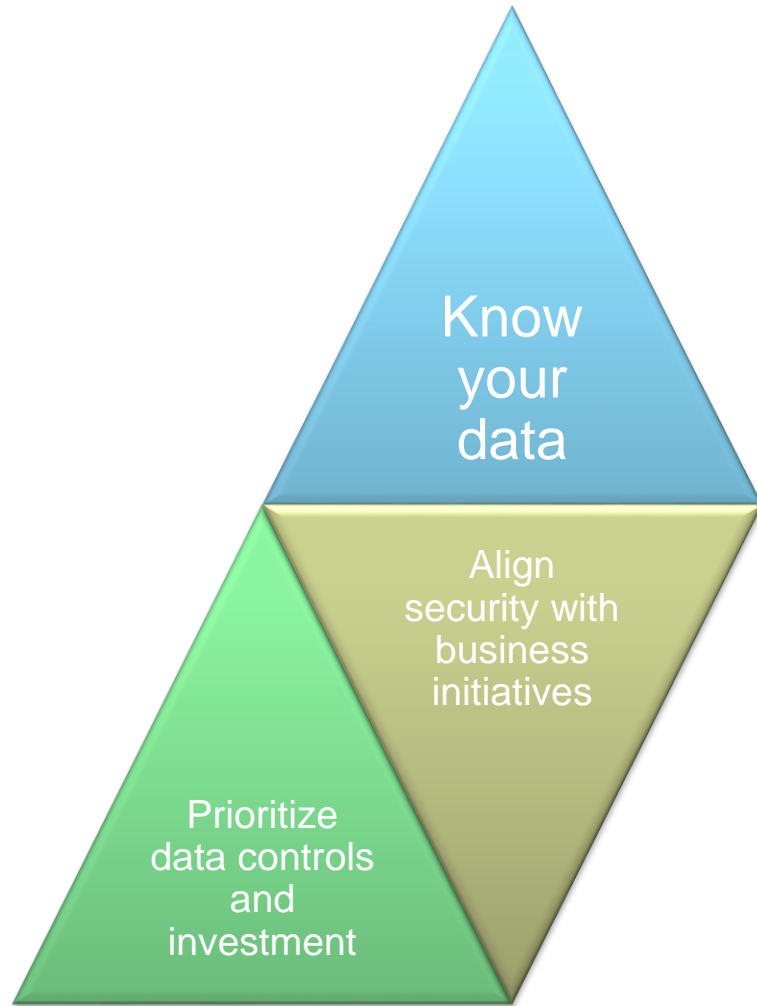 Know
your
data
Align
security with
business
initiatives
Prioritize
data controls
and
investment